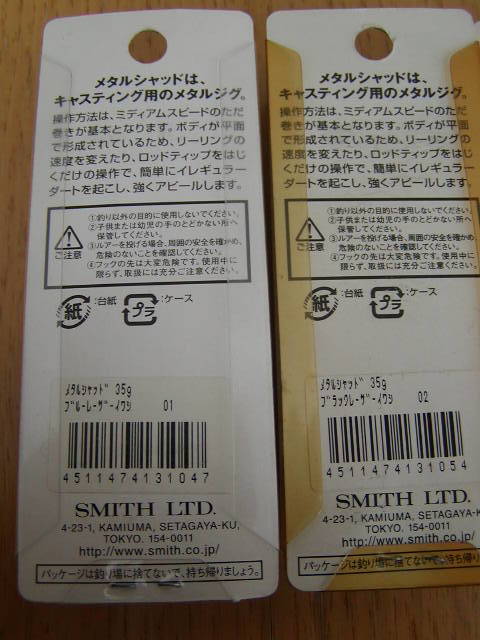 メタルシャッドは、
キャスティング用のメタルジグ。
操作方法は、ミディアムスピードのただ
巻きが基本となります。ボディが平面
で形成されているため、リーリングの
速度を変えたり、ロッドティップをはじ
くだけの操作で、簡単にイレギュラー
ダートを起こし、強くアピールします。
ご注意
①釣り以外の目的に使用しないでください。
②子供または幼児の手のとどかない所へ
保管してください。
③ルアーを投げる場合、周囲の安全を確かめ、
危険のないことを確認してください。
④フックの先は大変危険です。使用中に
限らず、取扱には充分ご注意ください。
紙:台紙 プラ:ケース
ﾒﾀﾙｼｬｯﾄﾞ 35g
ﾌﾞﾙｰﾚｰｻﾞｰｲﾜｼ 01
4511474131047
SMITH LTD.
4-23-1, KAMIUMA, SETAGAYA-KU,
TOKYO. 154-0011
http://www.smith.co.jp/
パッケージは釣り場に捨てないで、持ち帰りましょう。
メタルシャッドは、
キャスティング用のメタルジグ。
操作方法は、ミディアムスピードのただ
巻きが基本となります。ボディが平面
で形成されているため、リーリングの
速度を変えたり、ロッドティップをはじ
くだけの操作で、簡単にイレギュラー
ダートを起こし、強くアピールします。
ご注意
①釣り以外の目的に使用しないでください。
②子供または幼児の手のとどかない所へ
保管してください。
③ルアーを投げる場合、周囲の安全を確かめ、
危険のないことを確認してください。
④フックの先は大変危険です。使用中に
限らず、取扱には充分ご注意ください。
紙:台紙 プラ:ケース
ﾒﾀﾙｼｬｯﾄﾞ 35g
ﾌﾞﾗｯｸﾚｰｻﾞｰｲﾜｼ 02
4511474131054
SMITH LTD.
4-23-1, KAMIUMA, SETAGAYA-K
TOKYO. 154-0011
http://www.smith.co.jp/
パッケージは釣り場に捨てないで、持ち帰り